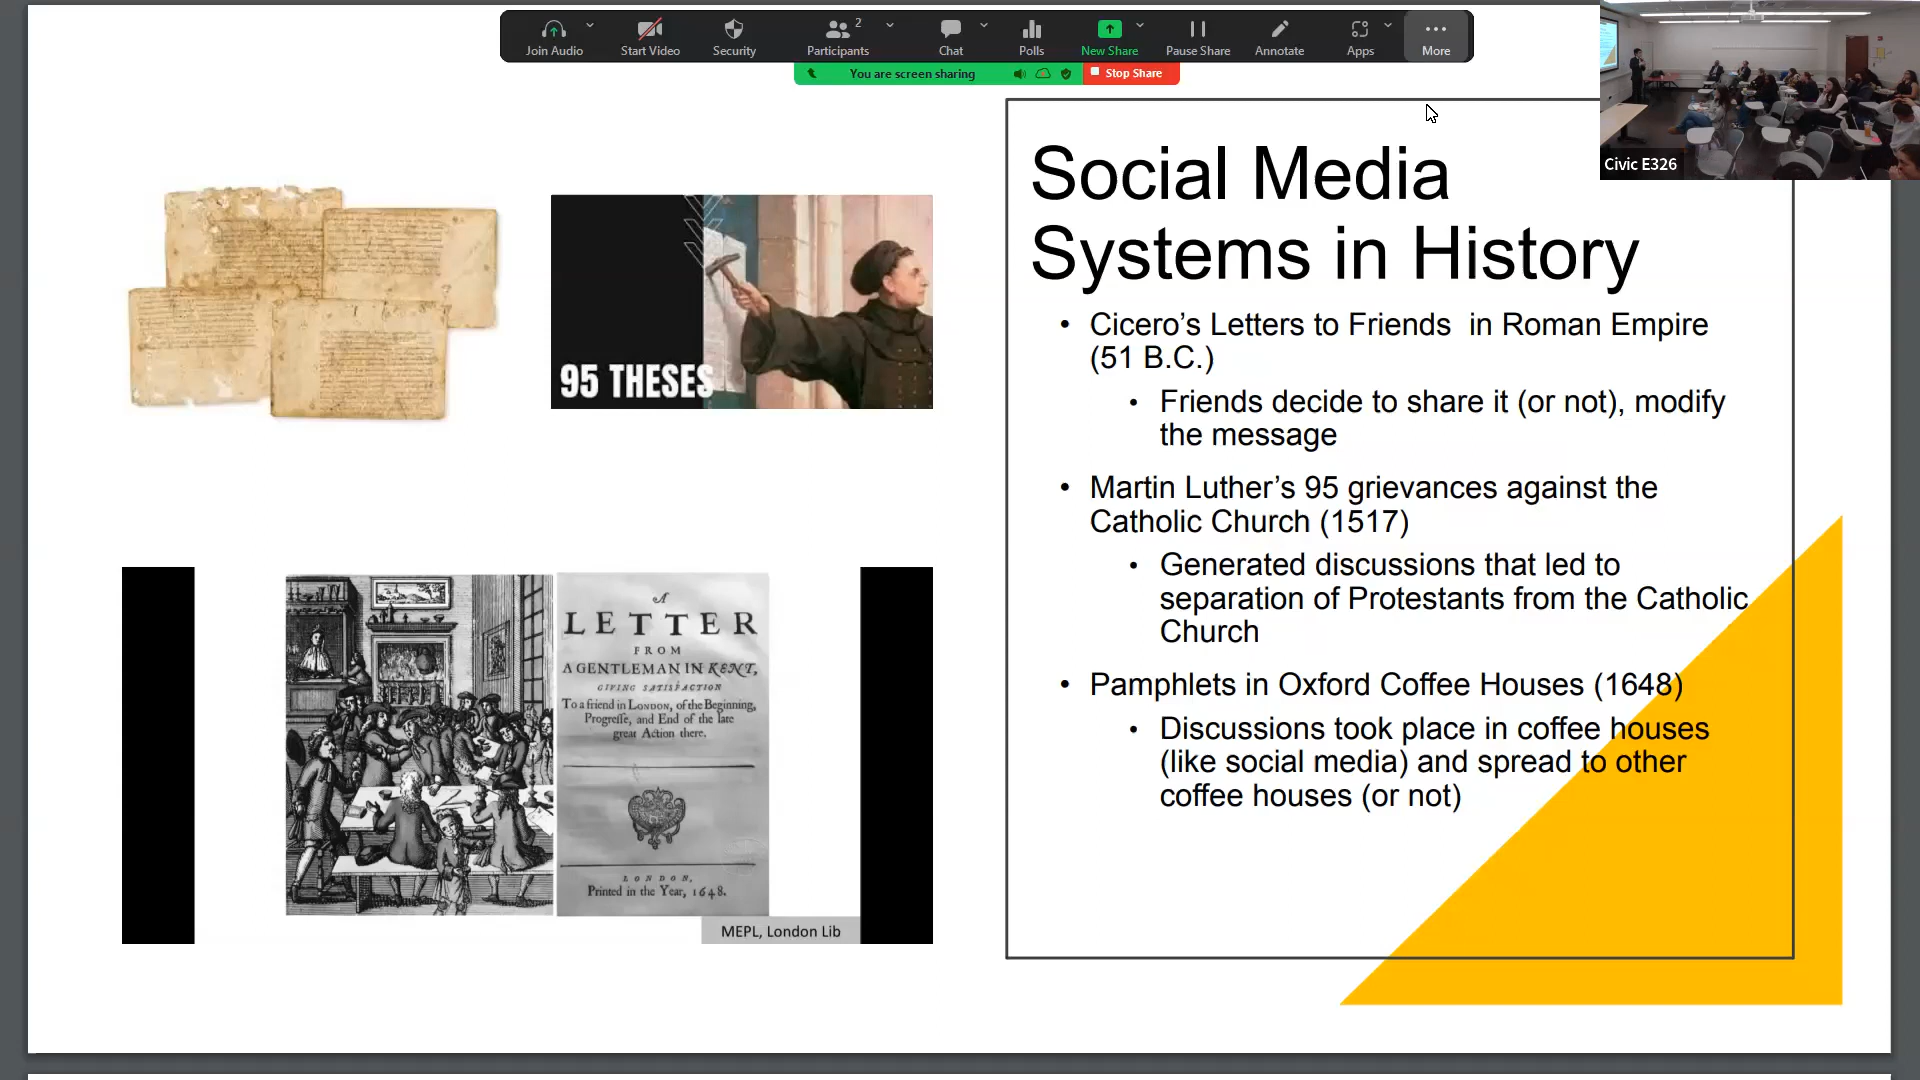 2
Join Audio
Start Video
Security
Participants
Chat
Polls
New Share
Pause Share
Annotate
Apps
More
You are screen sharing
Stop Share
Civic E326
95 THESES
A
LETTER
FROM
A GENTLEMAN IN KENT,
GIVING SATISFACTION
To a friend in LONDON, of the Beginning,
Progresse, and End of the late
great Action there.
LONDON,
Printed in the Year, 1648.
MEPL, London Lib
Social Media
Systems in History
• Cicero’s Letters to Friends in Roman Empire
(51 B.C.)
• Friends decide to share it (or not), modify
the message
• Martin Luther’s 95 grievances against the
Catholic Church (1517)
• Generated discussions that led to
separation of Protestants from the Catholic
Church
• Pamphlets in Oxford Coffee Houses (1648)
• Discussions took place in coffee houses
(like social media) and spread to other
coffee houses (or not)